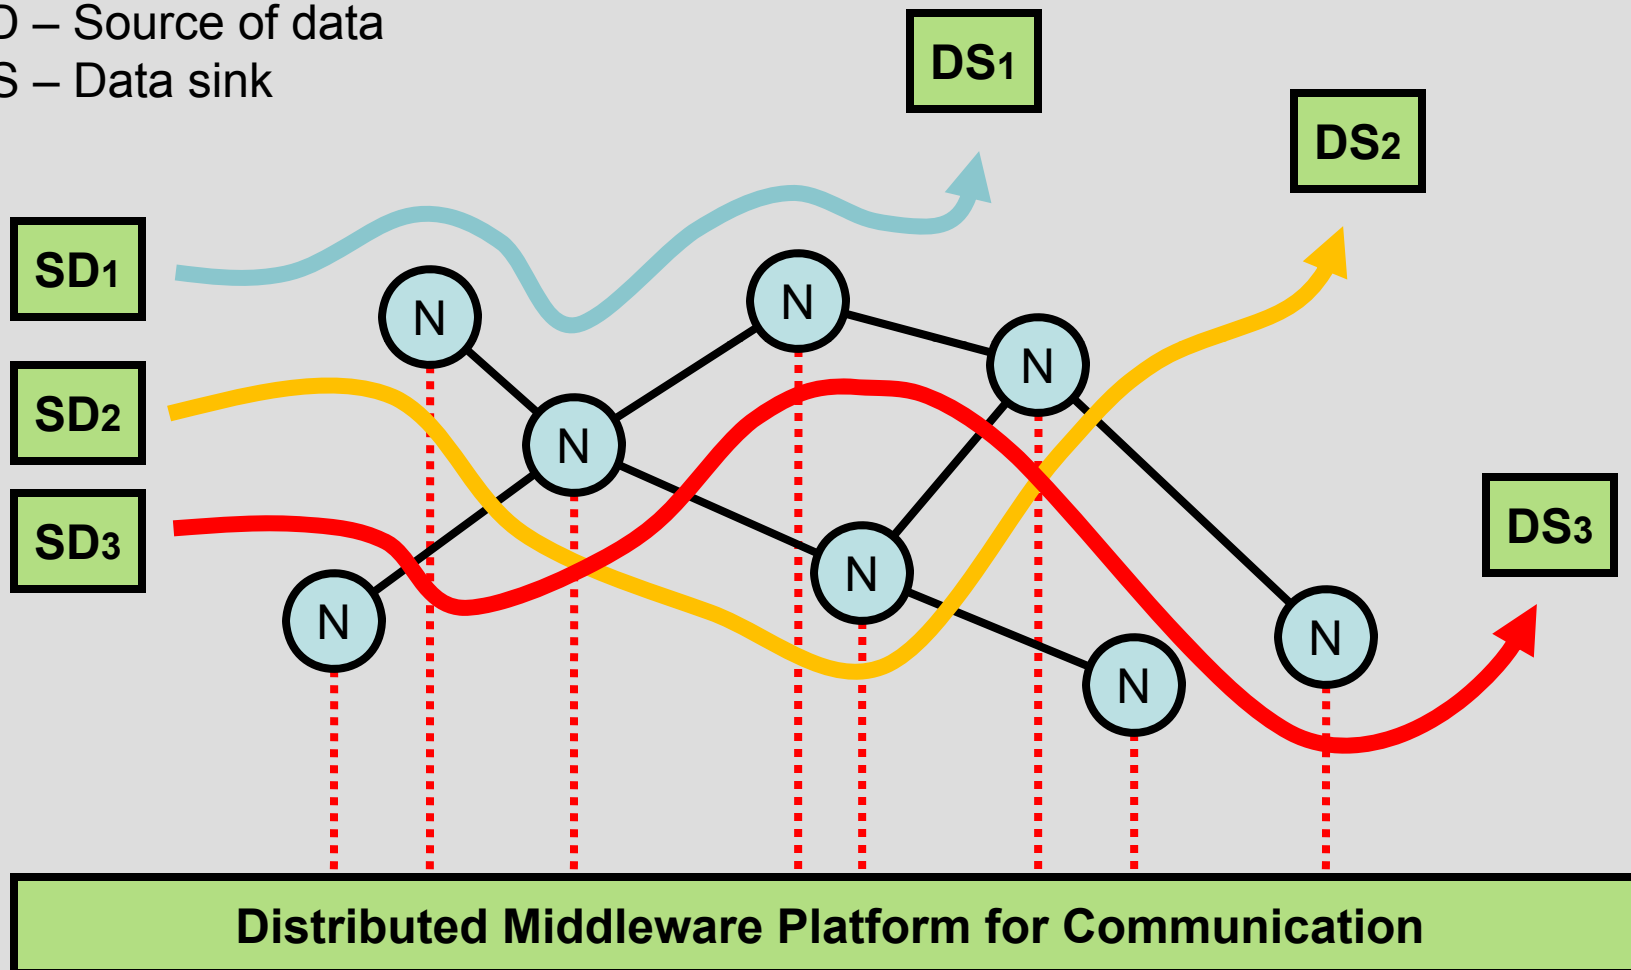 D – Source of data
S – Data sink
DS1
DS2
SD1
N
N
N
SD2
N
SD3
DS3
N
N
N
N
Distributed Middleware Platform for Communication